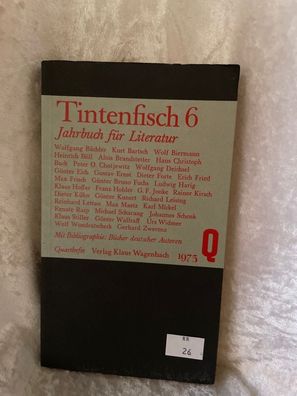 Tintenfisch 6
Jahrbuch für Literatur
Wolfgang Bächler Kurt Bartsch Wolf Biermann
Heinrich Böll Alois Brandstetter Hans Christoph
Buch Peter O. Chotjewitz Wolfgang Deichsel
Günter Eich Gustav Ernst Dieter Forte Erich Fried
Max Frisch Günter Bruno Fuchs Ludwig Harig
Klaus Hoffer Franz Hohler G. F. Jonke Rainer Kirsch
Dieter Kühn Günter Kunert Richard Leising
Reinhard Lettau Max Maetz Karl Mickel
Renate Rasp Michael Scharang Johannes Schenk
Klaus Stiller Günter Wallraff Urs Widmer
Wolf Wondratschek Gerhard Zwerenz
Mit Bibliographie: Bücher deutscher Autoren
Quarthefte Verlag Klaus Wagenbach 1973
Q
RR
26